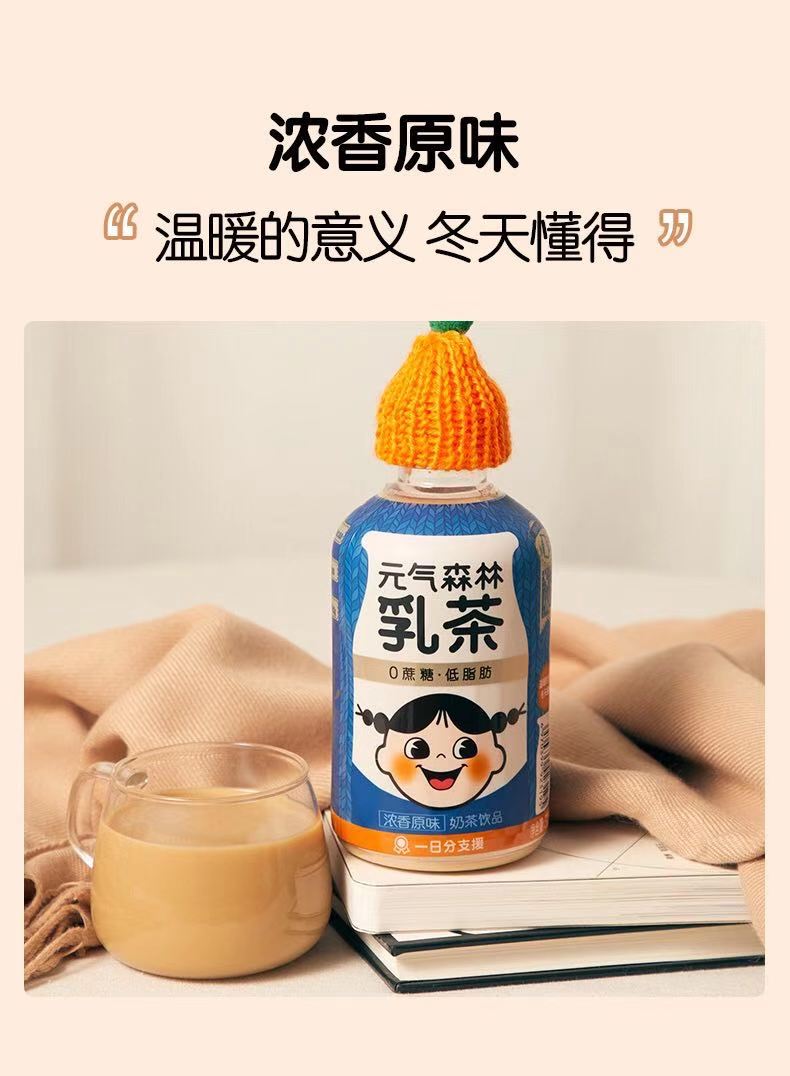 浓香原味
“ 温暖的意义 冬天懂得 ”
元气森林
乳茶
0蔗糖·低脂肪
浓香原味 奶茶饮品
一日分支援